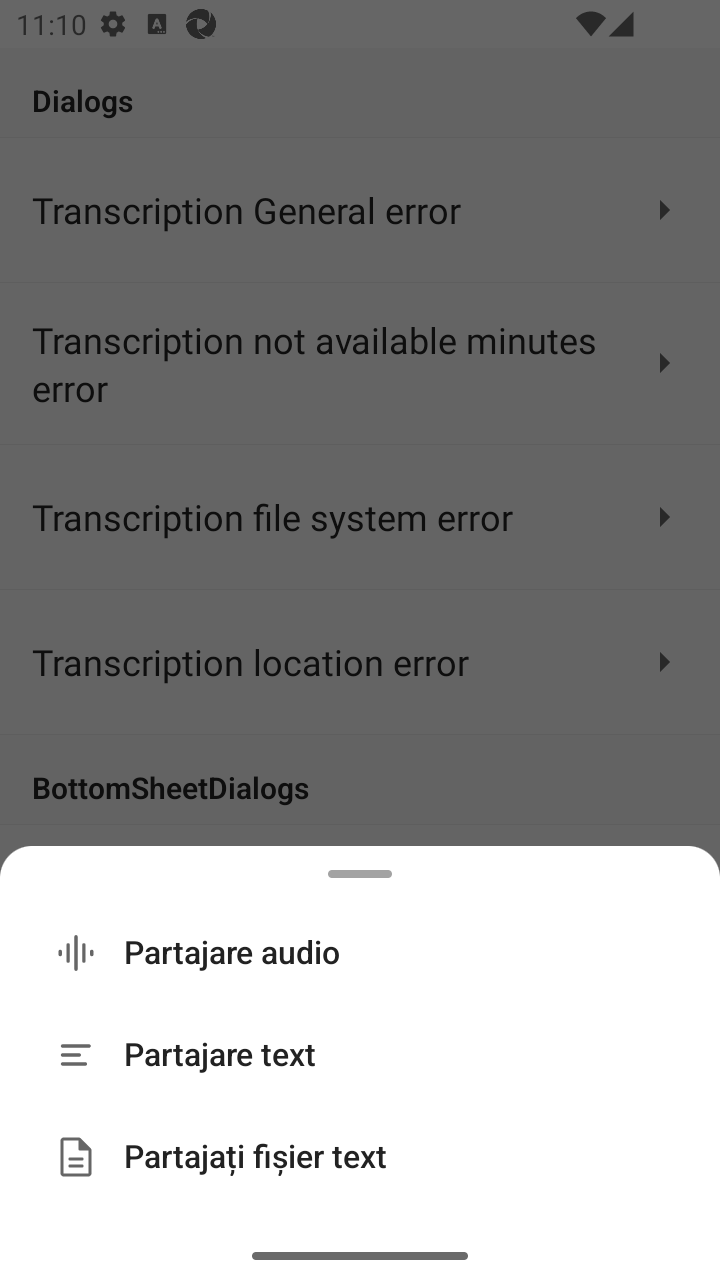 11:10
Dialogs
Transcription General error
Transcription not available minutes
error
Transcription file system error
Transcription location error
BottomSheetDialogs
Partajare audio
Partajare text
Partajați fișier text